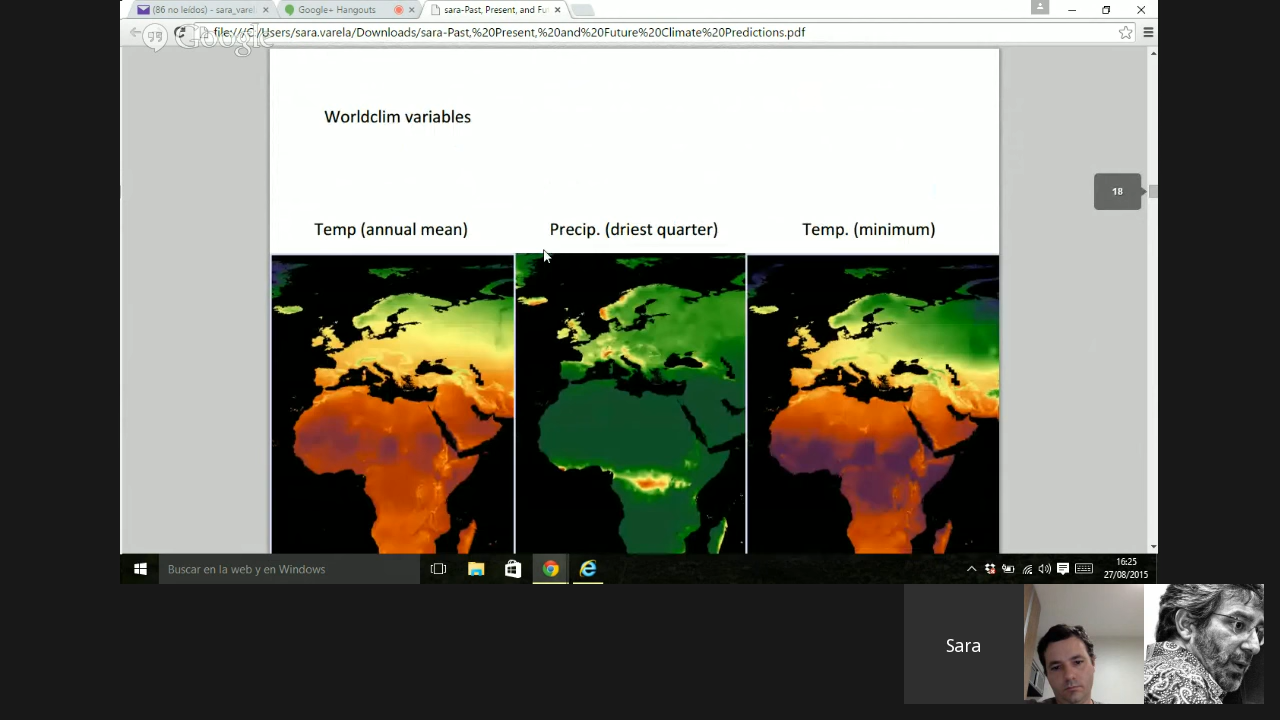 (86 no leídos) - sara_varel
Google+ Hangouts
sara-Past, Present, and Fu
Google
file:///C:/Users/sara.varela/Downloads/sara-Past,%20Present,%20and%20Future%20Climate%20Predictions.pdf
Worldclim variables
18
Temp (annual mean)
Precip. (driest quarter)
Temp. (minimum)
Buscar en la web y en Windows
16:25
27/08/2015
Sara